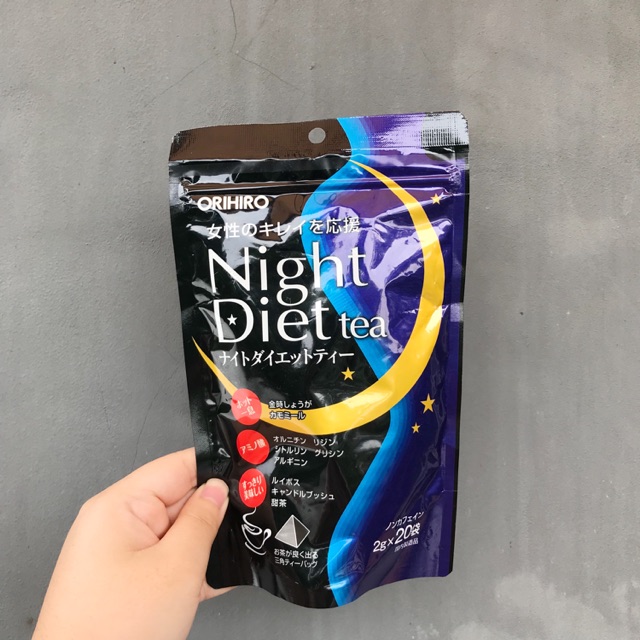 ORIHIRO
女性のキレイを応援
Night
Diet tea
ナイトダイエットティー
ホット
一息
金時しょうが
カモミール
アミノ酸
オルニチン リジン
シトルリン グリシン
アルギニン
すっきり
美味しい
ルイボス
キャンドルブッシュ
甜茶
お茶が良く出る
三角ティーバッグ
ノンカフェイン
2g×20袋